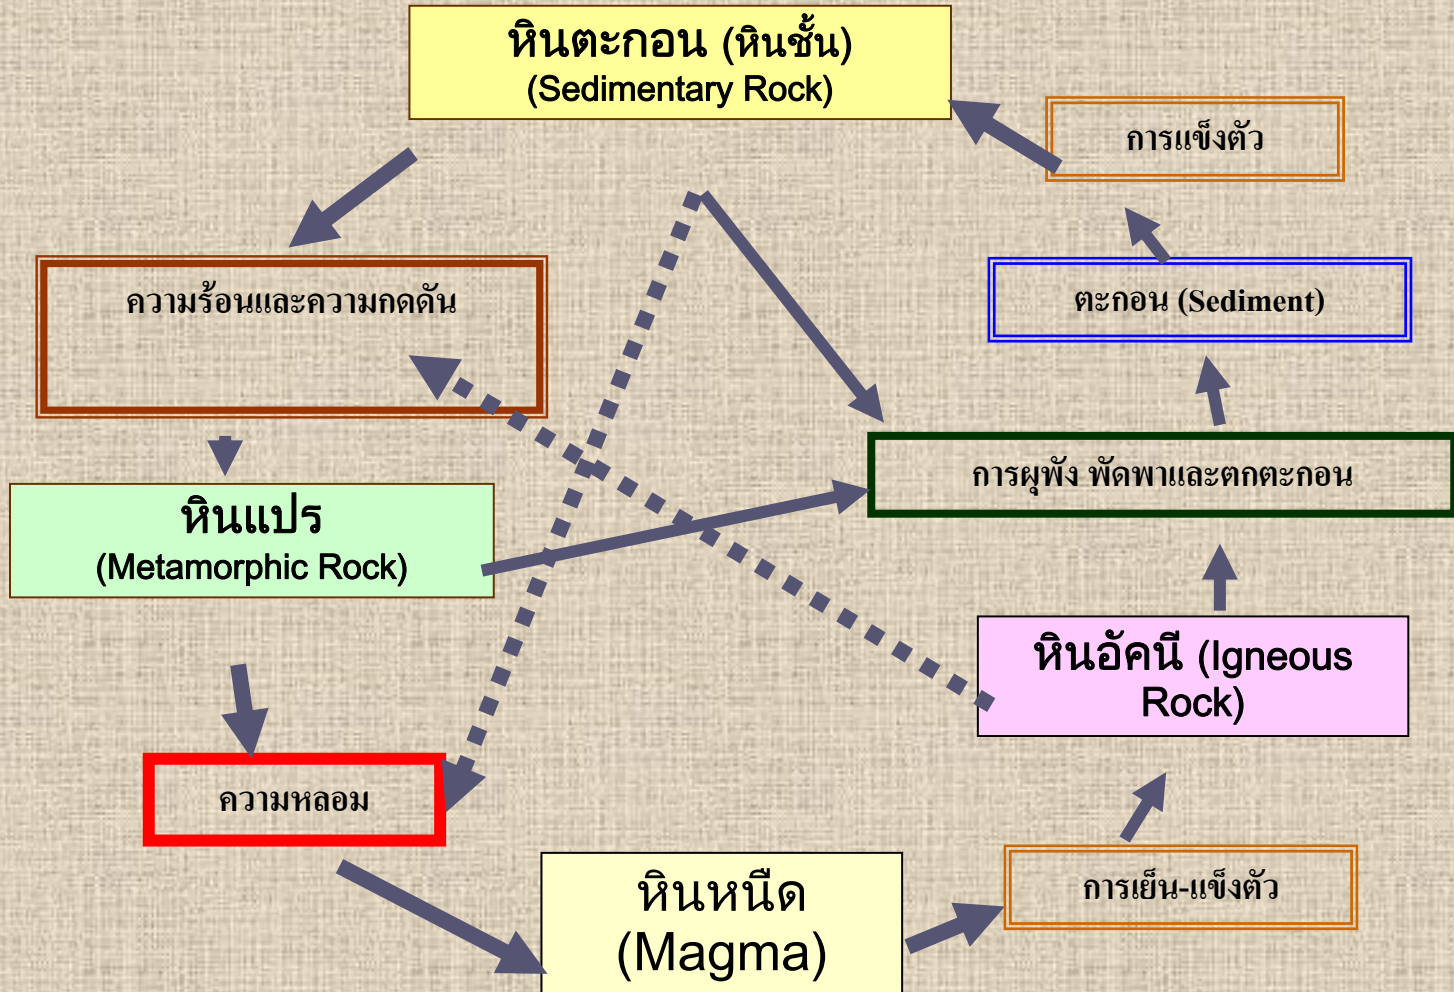 หินตะกอน (หินชั้น)
(Sedimentary Rock)
การแข็งตัว
ความร้อนและความกดดัน
ตะกอน (Sediment)
การผุพัง พัดพาและตกตะกอน
หินแปร
(Metamorphic Rock)
หินอัคนี (Igneous
Rock)
ความหลอม
หินหนืด
(Magma)
การเย็น-แข็งตัว